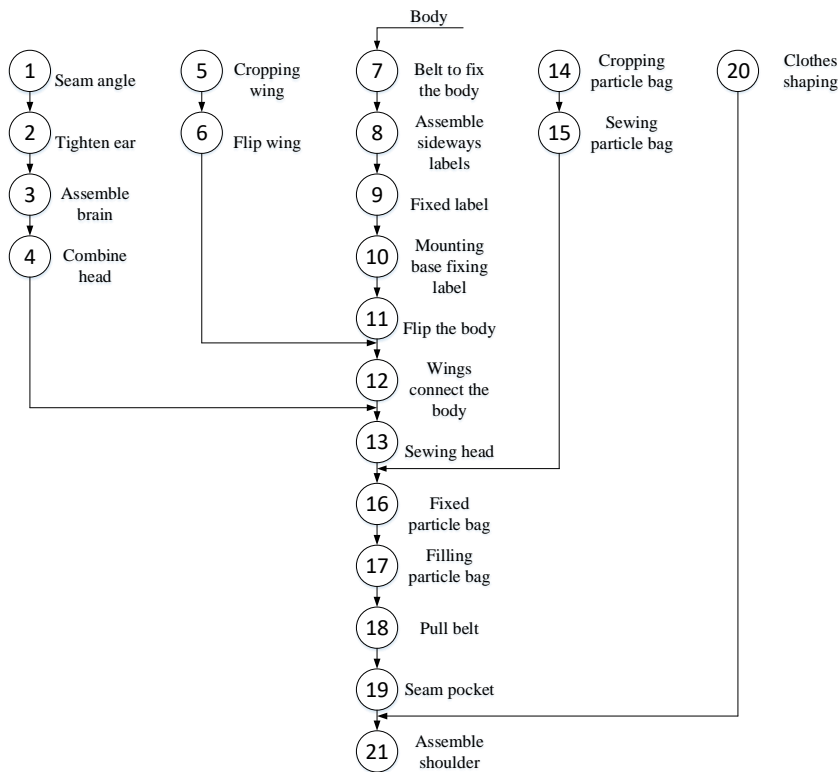 Body
1
Seam angle
2
Tighten ear
3
Assemble
brain
4
Combine
head
5
Cropping
wing
6
Flip wing
7
Belt to fix
the body
8
Assemble
sideways
labels
9
Fixed label
10
Mounting
base fixing
label
11
Flip the body
12
Wings
connect the
body
13
Sewing head
14
Cropping
particle bag
15
Sewing
particle bag
16
Fixed
particle bag
17
Filling
particle bag
18
Pull belt
19
Seam pocket
20
Clothes
shaping
21
Assemble
shoulder